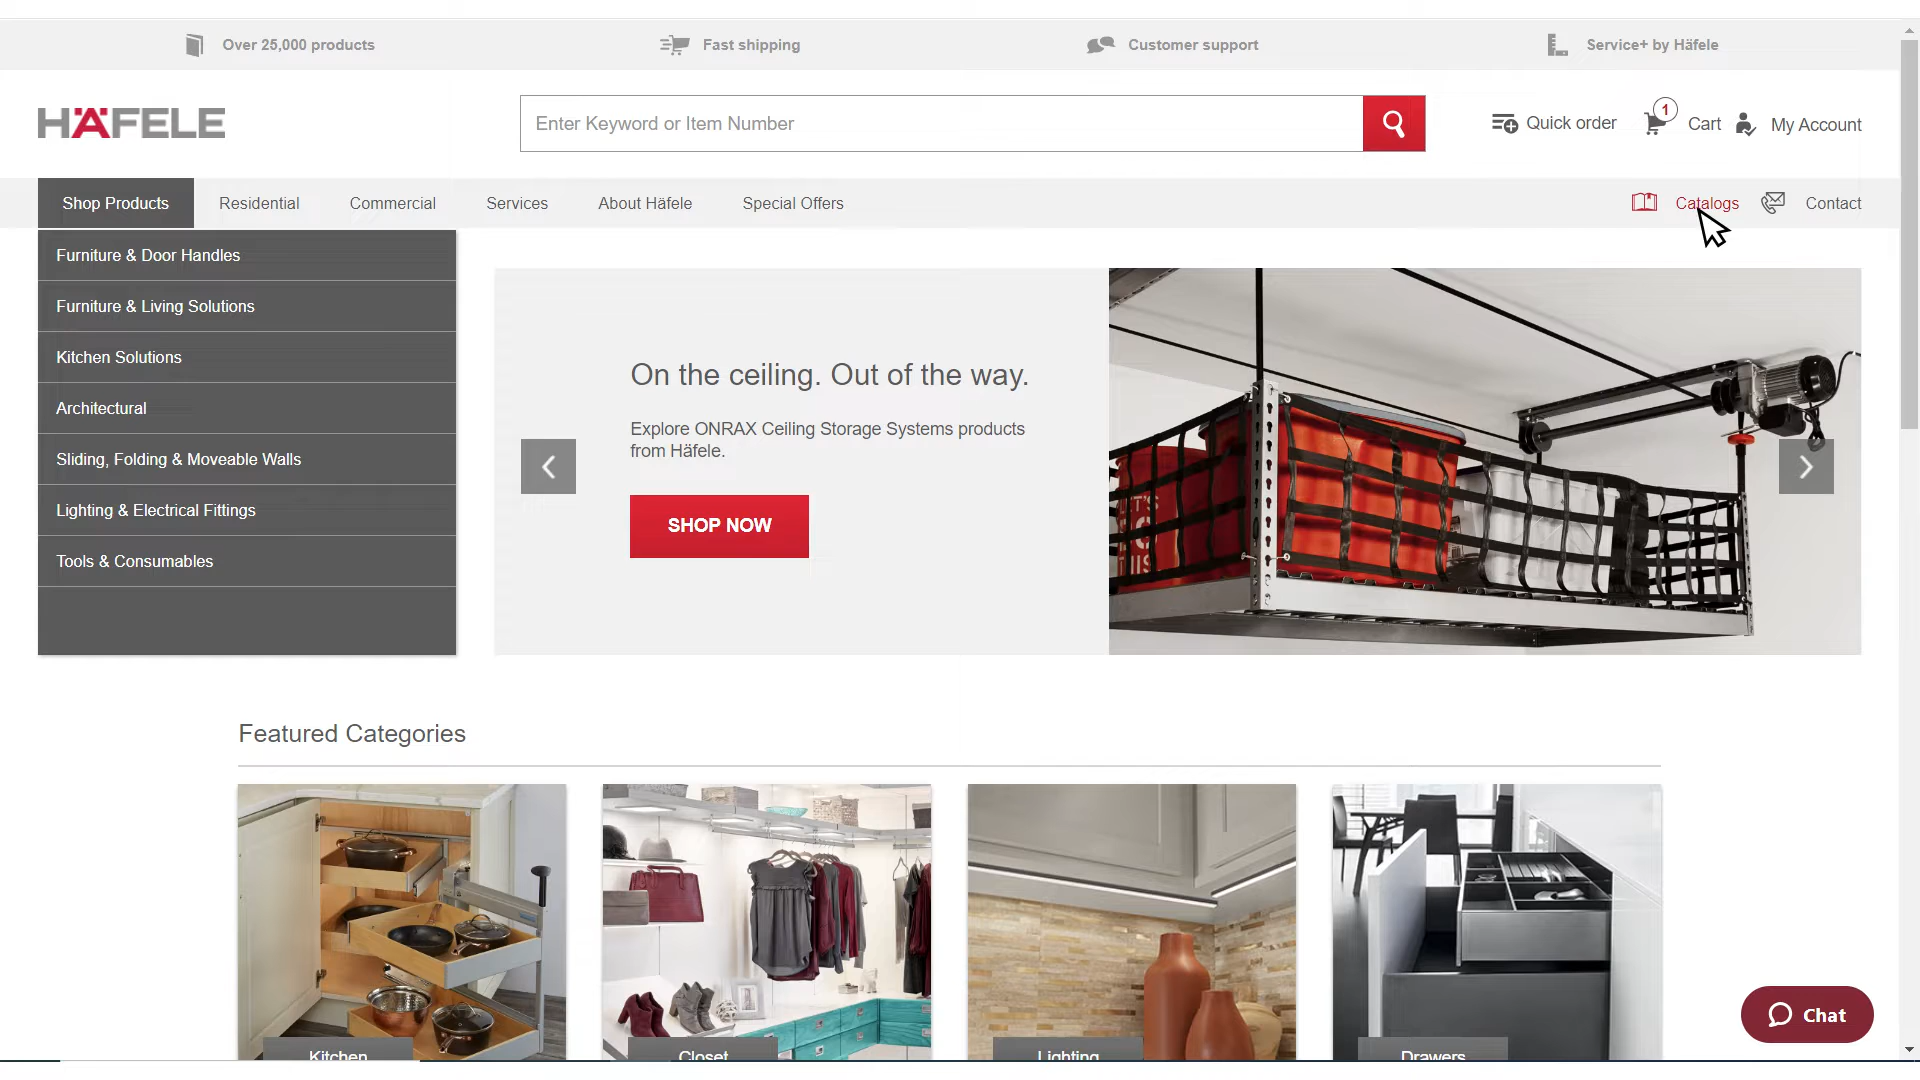 Over 25,000 products
Fast shipping
Customer support
Service+ by Häfele
HÄFELE
Enter Keyword or Item Number
Quick order
1
Cart
My Account
Shop Products
Residential
Commercial
Services
About Häfele
Special Offers
Catalogs
Contact
Furniture & Door Handles
Furniture & Living Solutions
Kitchen Solutions
Architectural
Sliding, Folding & Moveable Walls
Lighting & Electrical Fittings
Tools & Consumables
On the ceiling. Out of the way.
Explore ONRAX Ceiling Storage Systems products
from Häfele.
SHOP NOW
Featured Categories
Kitchen
Closet
Lighting
Drawers
Chat